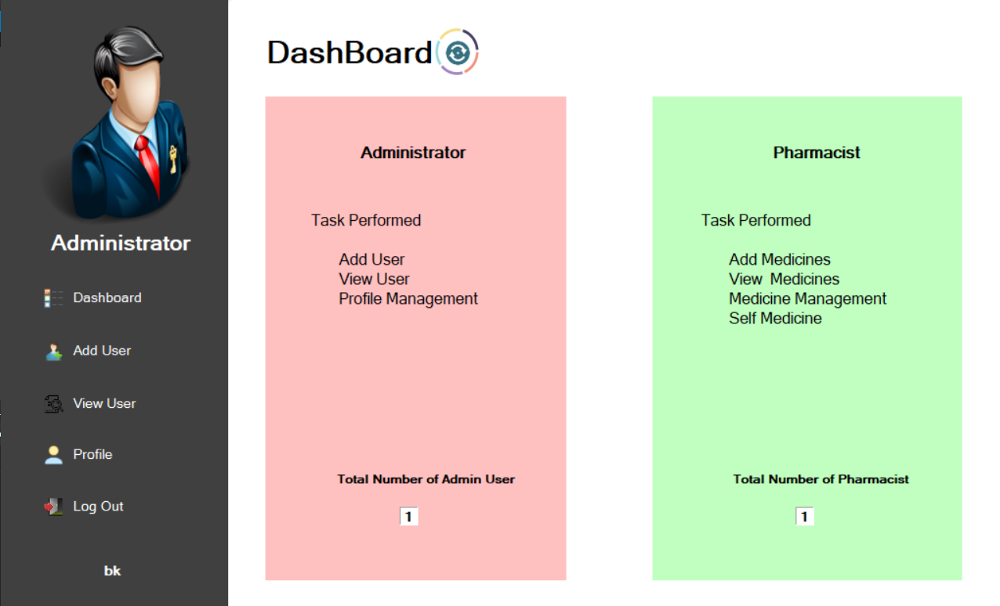 Administrator
Dashboard
Add User
View User
Profile
Log Out
bk
DashBoard
Administrator
Task Performed
Add User
View User
Profile Management
Total Number of Admin User
1
Pharmacist
Task Performed
Add Medicines
View  Medicines
Medicine Management
Self Medicine
Total Number of Pharmacist
1